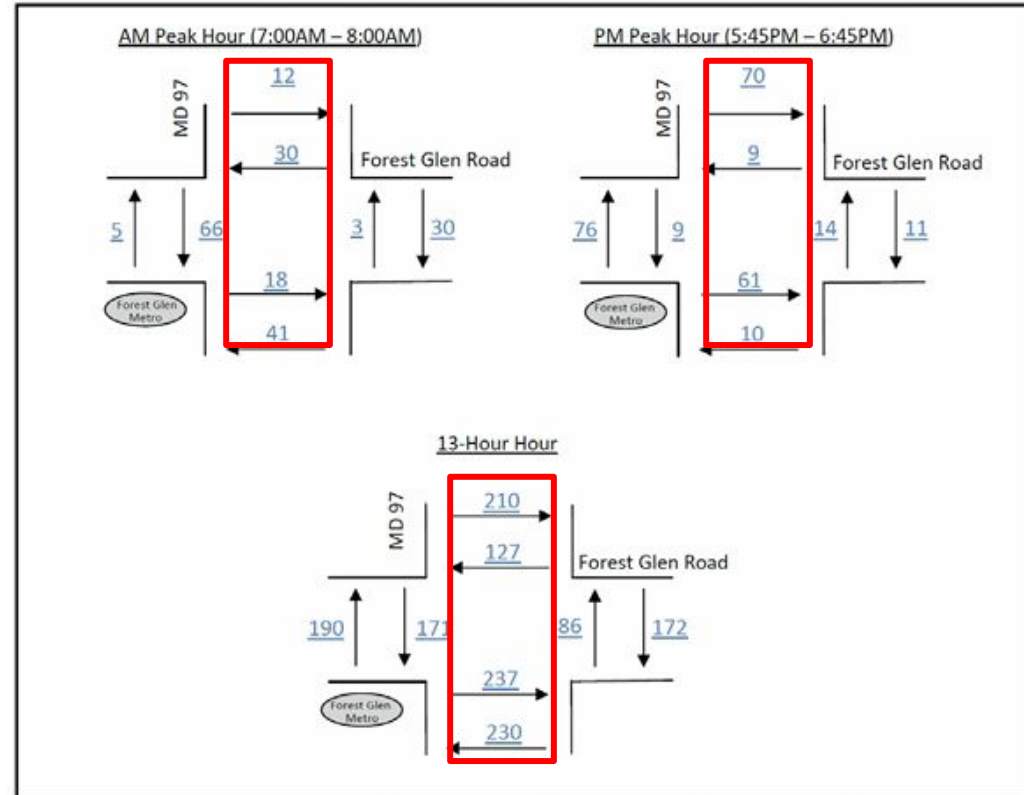 AM Peak Hour (7:00AM – 8:00AM)
12
MD 97
30
Forest Glen Road
5
66
3
30
18
Forest Glen
Metro
41
PM Peak Hour (5:45PM – 6:45PM)
70
MD 97
9
Forest Glen Road
76
9
14
11
61
Forest Glen
Metro
10
13-Hour Hour
210
MD 97
127
Forest Glen Road
190
171
86
172
237
Forest Glen
Metro
230